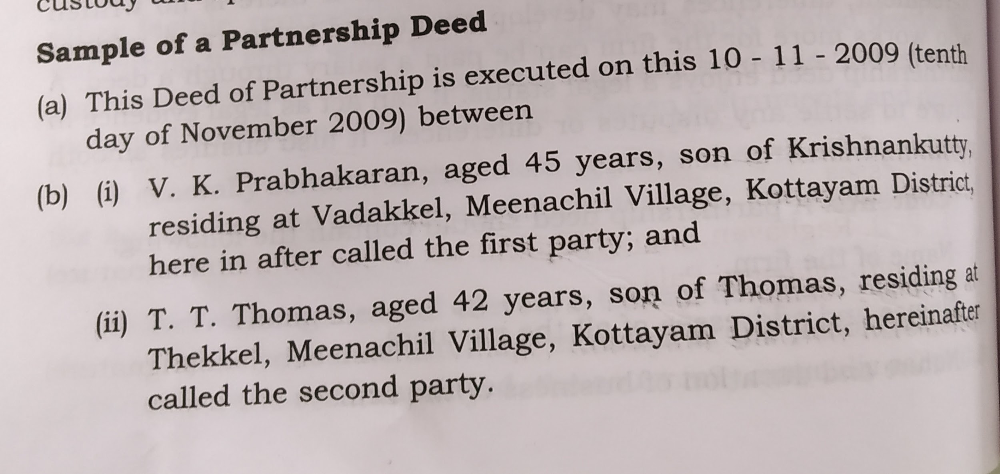 custody and
Sample of a Partnership Deed
(a) This Deed of Partnership is executed on this 10 - 11 - 2009 (tenth
day of November 2009) between
(b) (i) V. K. Prabhakaran, aged 45 years, son of Krishnankutty,
residing at Vadakkel, Meenachil Village, Kottayam District,
here in after called the first party; and
(ii) T. T. Thomas, aged 42 years, son of Thomas, residing at
Thekkel, Meenachil Village, Kottayam District, hereinafter
called the second party.